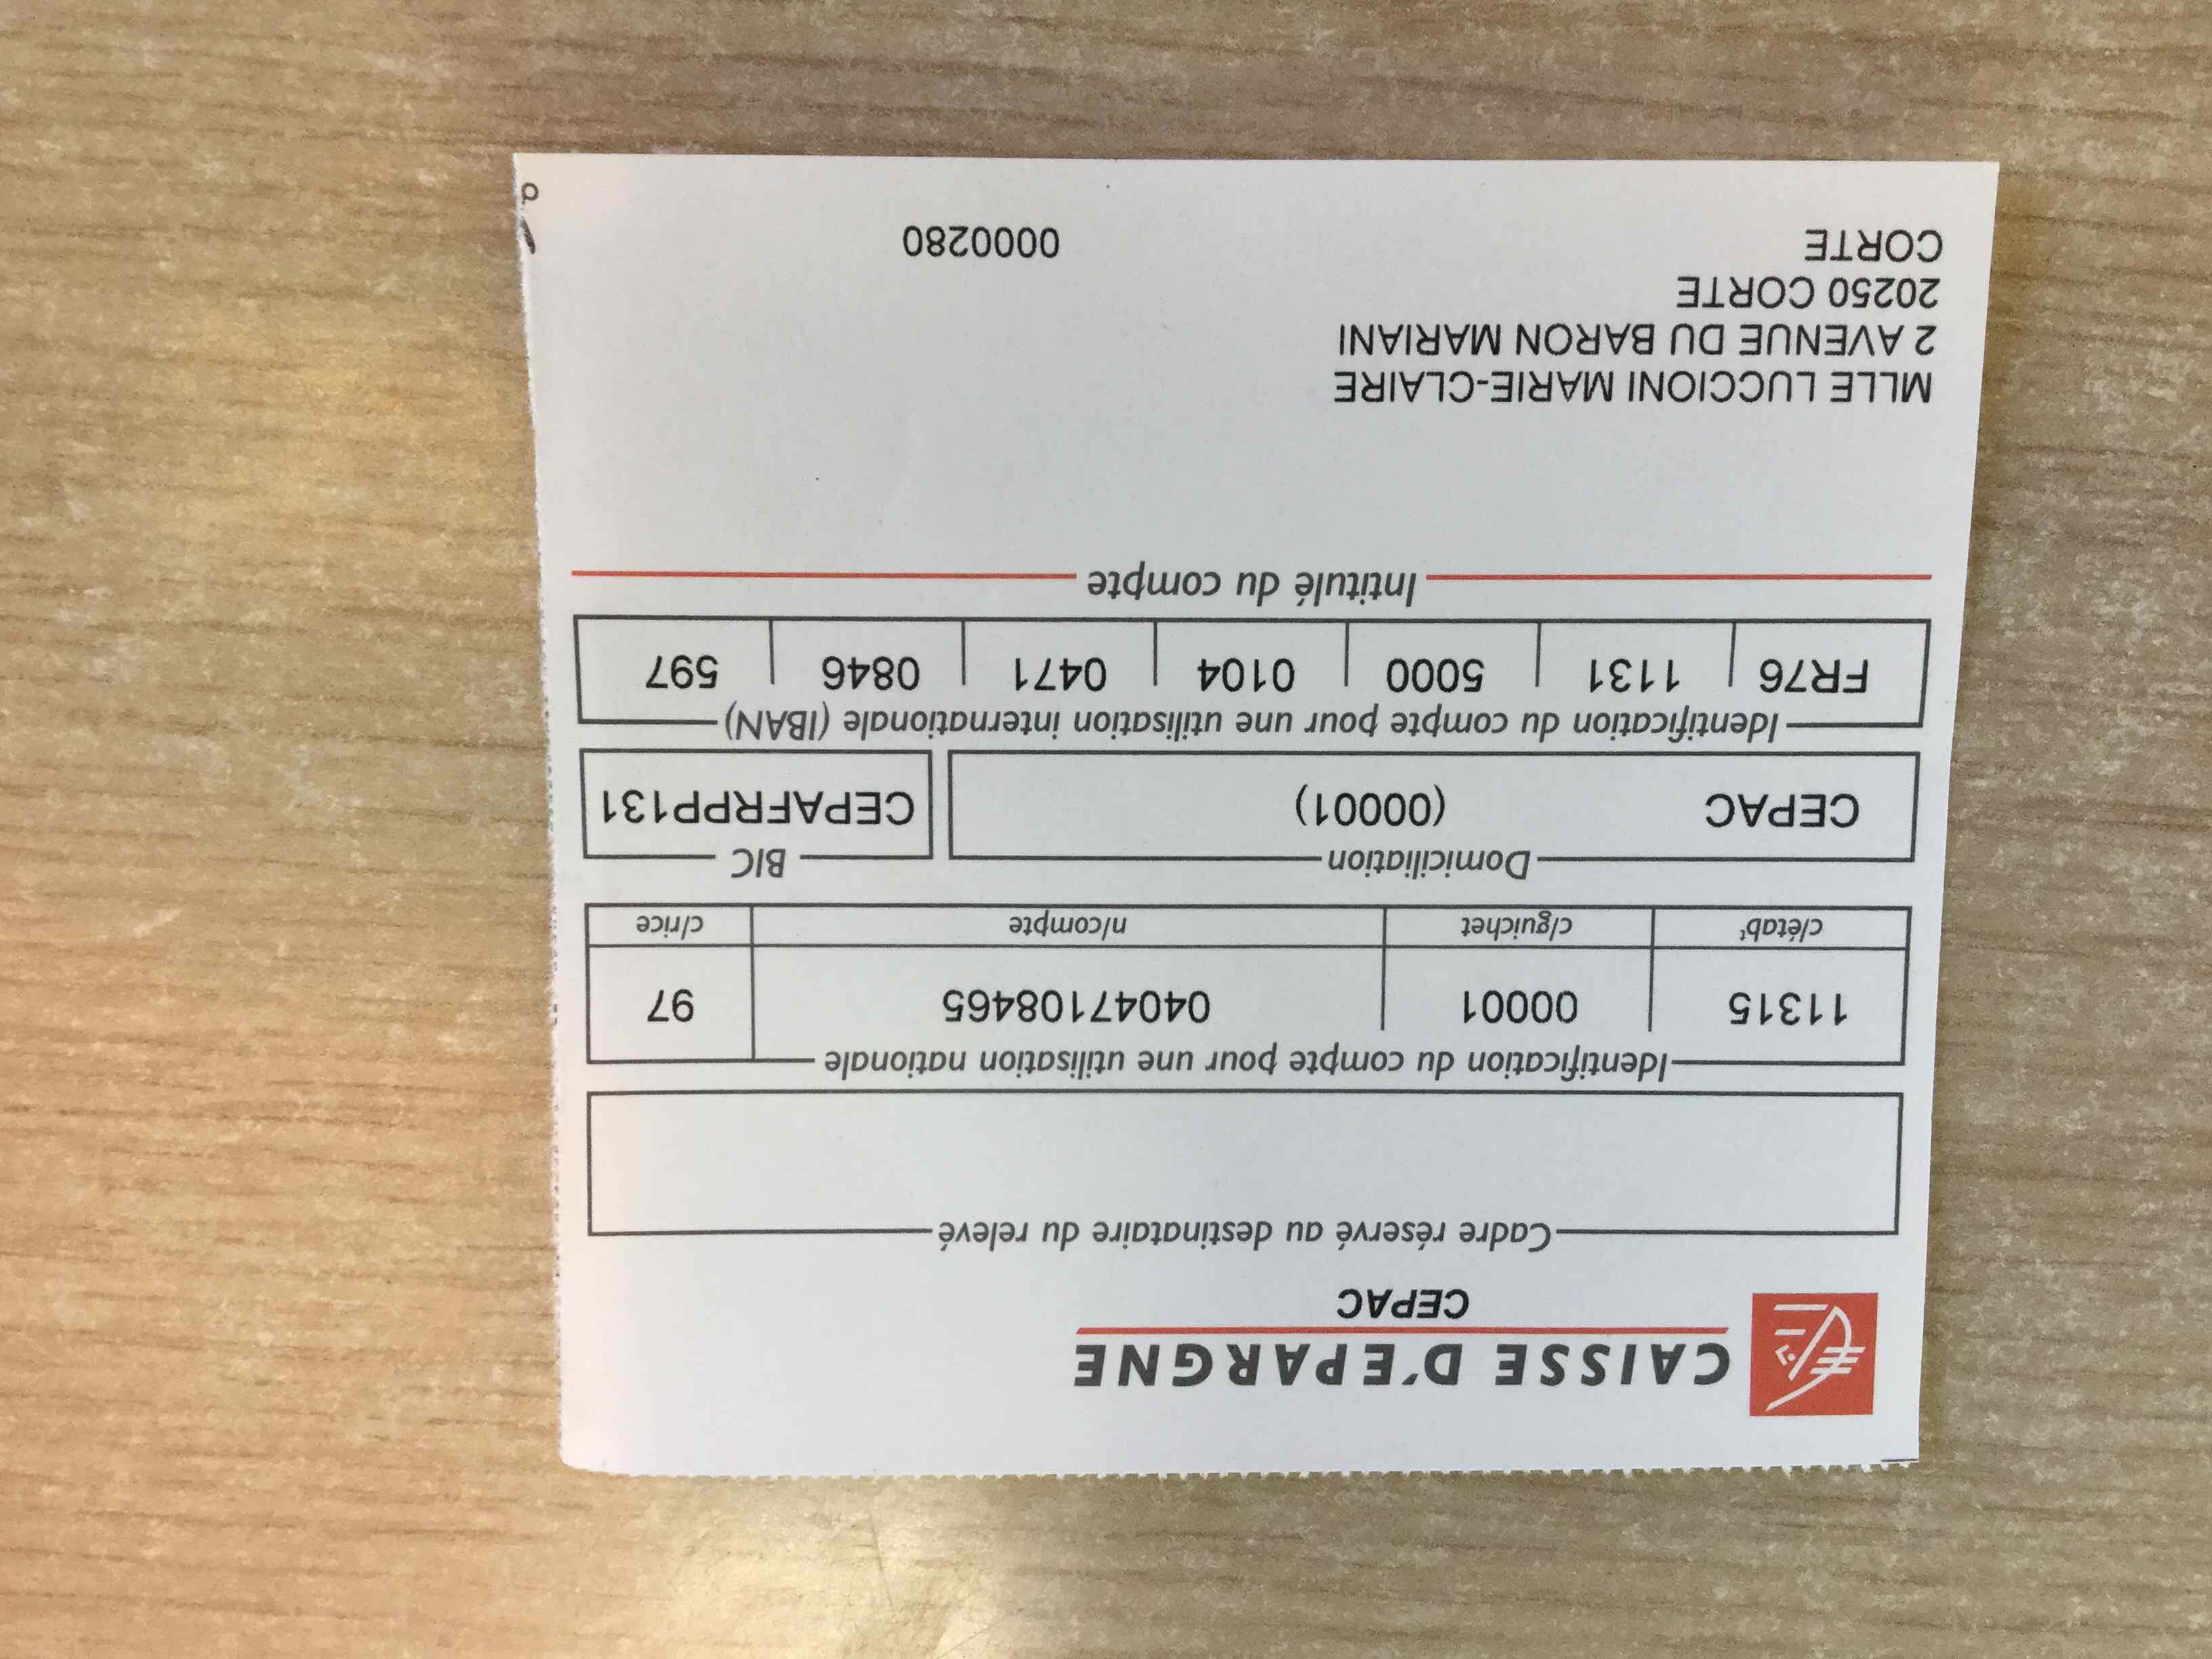 CAISSE D'EPARGNE
CEPAC
Cadre réservé au destinataire du relevé
Identification du compte pour une utilisation nationale
11315 00001 04047108465 97
c/étabᵗ c/guichet n/compte c/rice
Domiciliation BIC
CEPAC (00001) CEPAFRPP131
Identification du compte pour une utilisation internationale (IBAN)
FR76 1131 5000 0104 0471 0846 597
Intitulé du compte
MLLE LUCCIONI MARIE-CLAIRE
2 AVENUE DU BARON MARIANI
20250 CORTE
CORTE 0000280